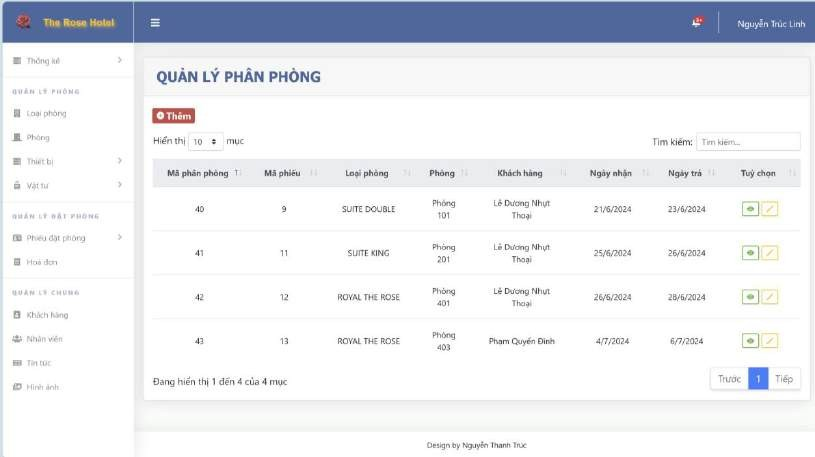 The Rose Hotel
9+
Nguyễn Trúc Linh
Thống kê
QUẢN LÝ PHÒNG
Loại phòng
Phòng
Thiết bị
Vật tư
QUẢN LÝ ĐẶT PHÒNG
Phiếu đặt phòng
Hoá đơn
QUẢN LÝ CHUNG
Khách hàng
Nhân viên
Tin tức
Hình ảnh
QUẢN LÝ PHÂN PHÒNG
Thêm
Hiển thị 10 mục
Tìm kiếm: Tìm kiếm...
Mã phân phòng Mã phiếu Loại phòng Phòng Khách hàng Ngày nhận Ngày trả Tuỳ chọn
40 9 SUITE DOUBLE Phòng 101 Lê Dương Nhựt Thoại 21/6/2024 23/6/2024
41 11 SUITE KING Phòng 201 Lê Dương Nhựt Thoại 25/6/2024 26/6/2024
42 12 ROYAL THE ROSE Phòng 401 Lê Dương Nhựt Thoại 26/6/2024 28/6/2024
43 13 ROYAL THE ROSE Phòng 403 Phạm Quyển Đình 4/7/2024 6/7/2024
Đang hiển thị 1 đến 4 của 4 mục
Trước 1 Tiếp
Design by Nguyễn Thanh Trúc